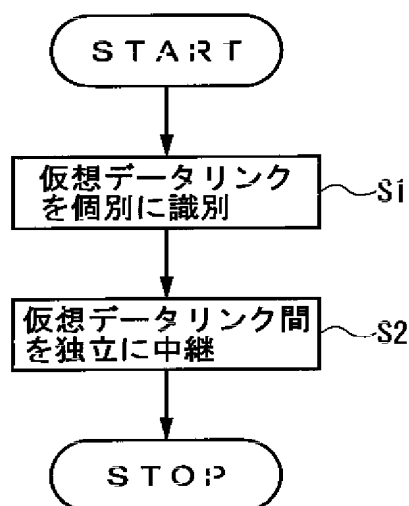 START
仮想データリンク
を個別に識別
S1
仮想データリンク間
を独立に中継
S2
STOP